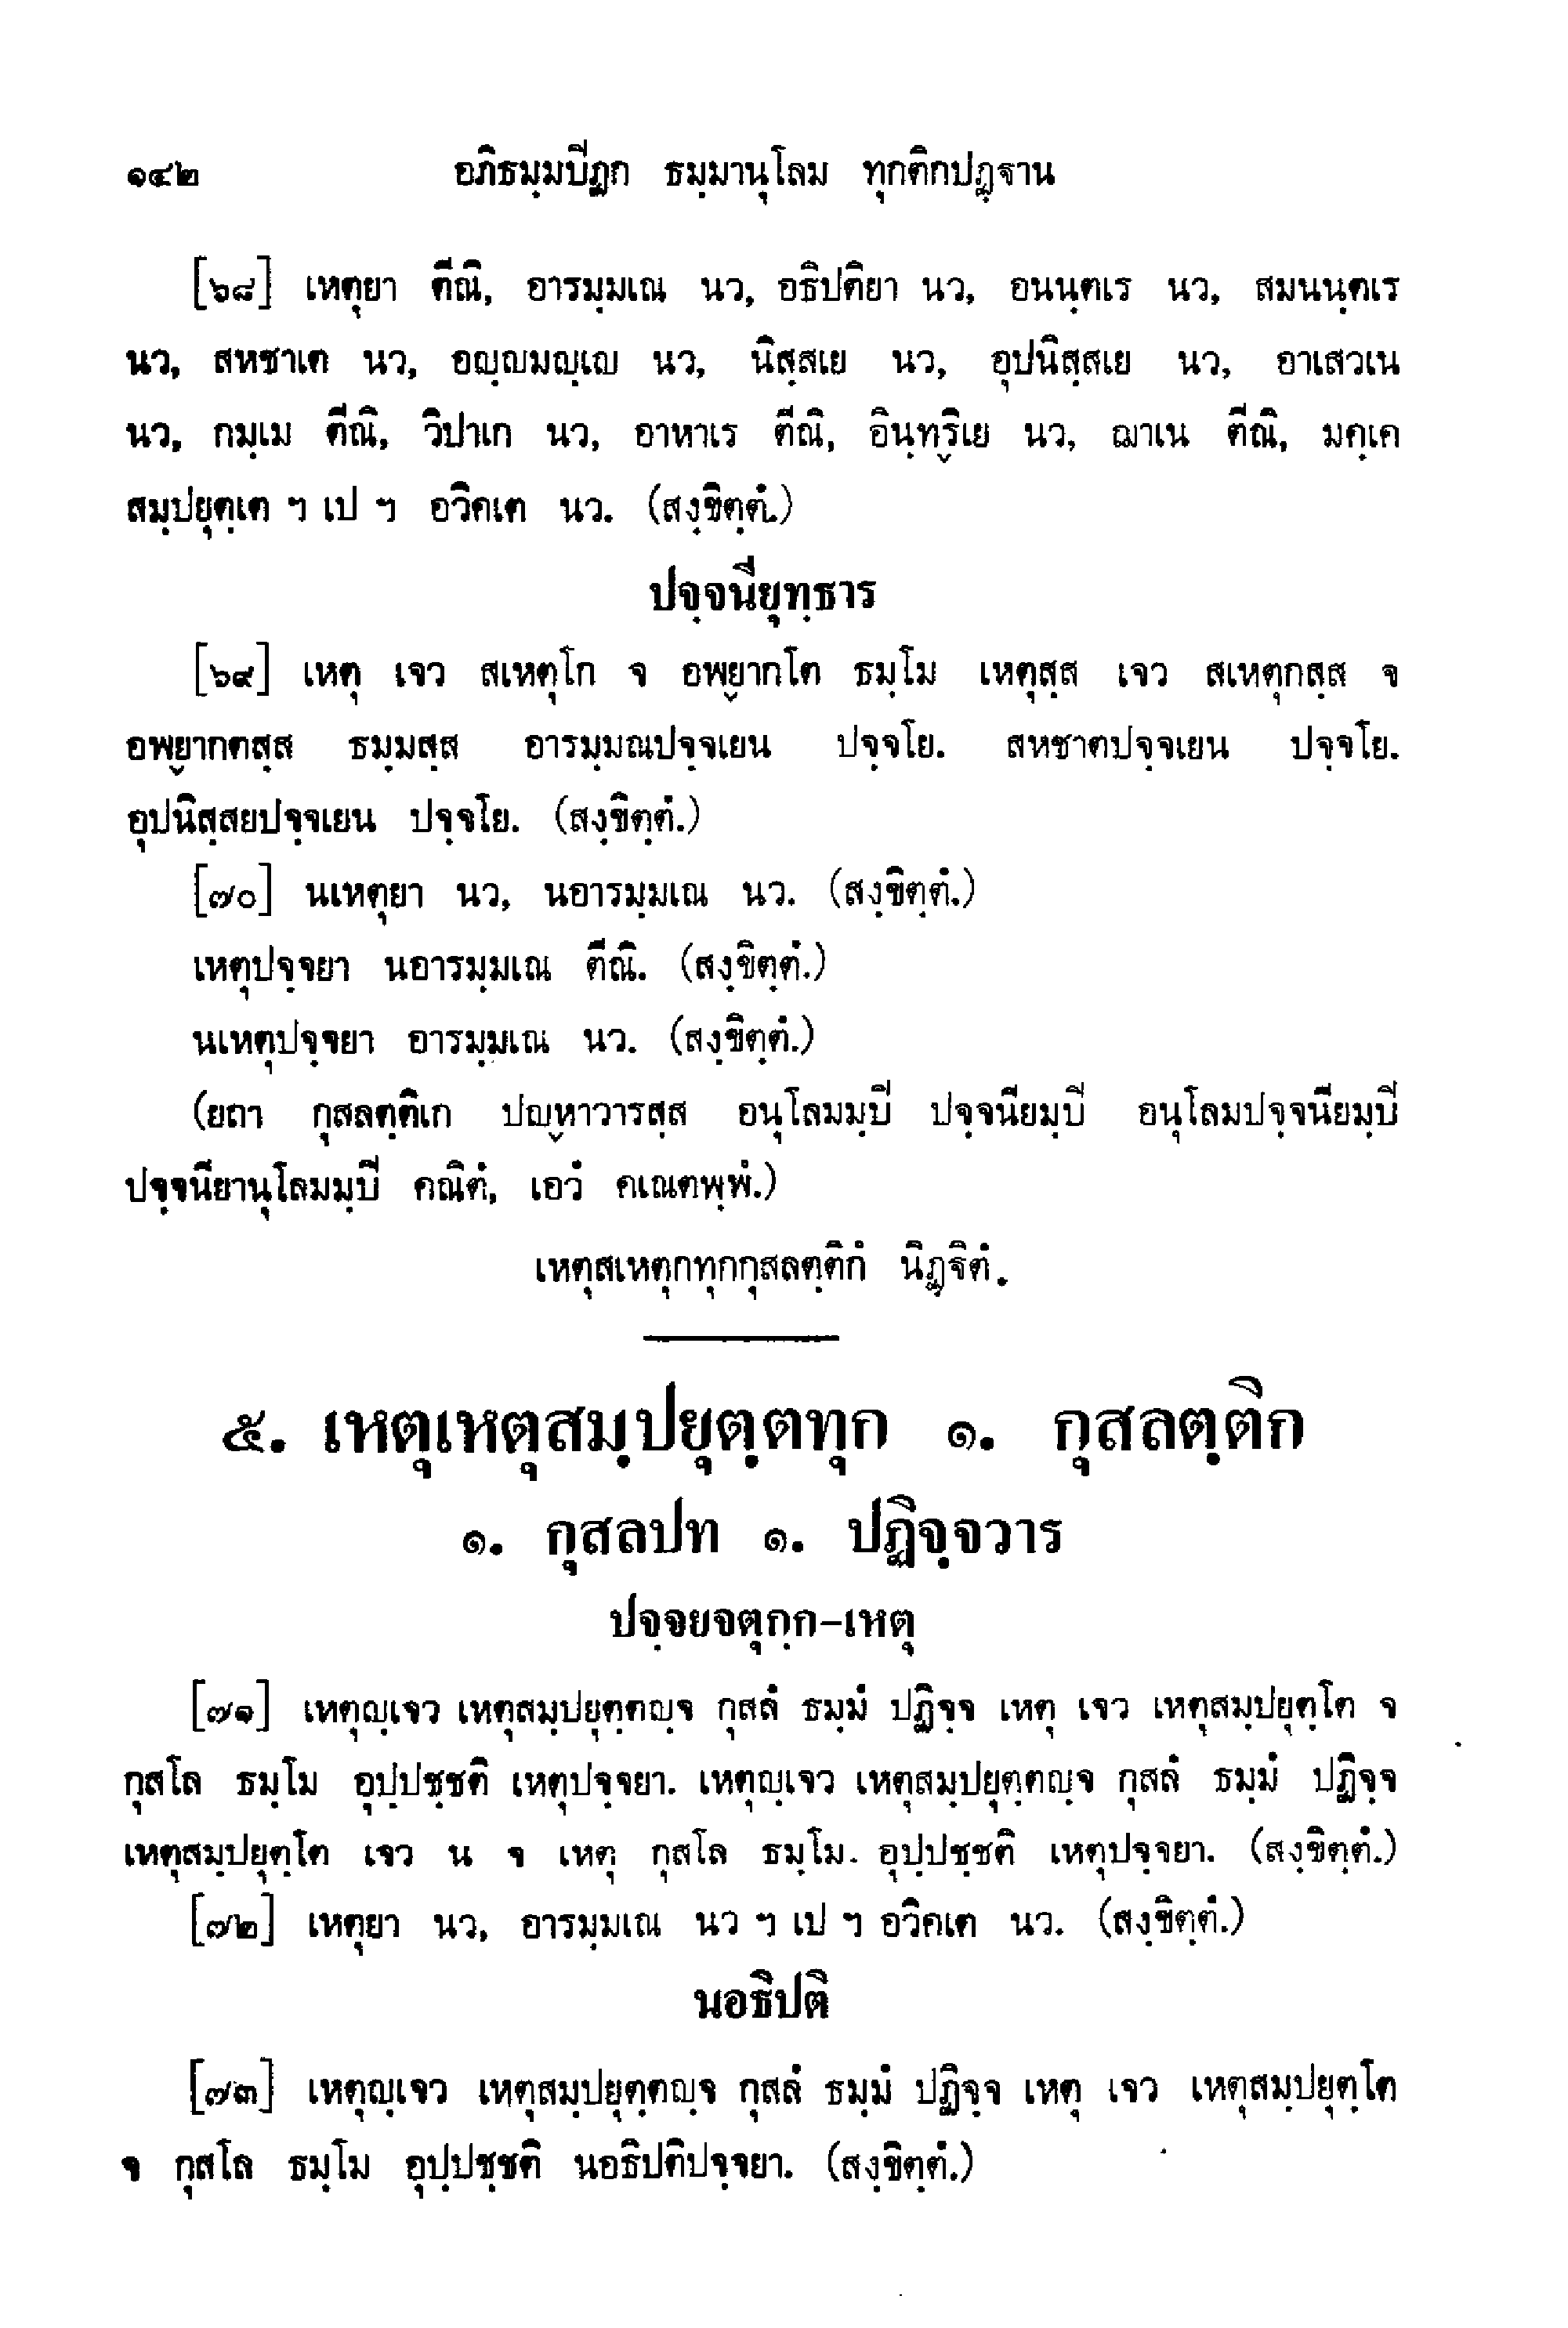 ๑๔๒ อภิธมฺมปิฏก ธมฺมานุโลม ทุกติกปฏฺฐาน
[๖๘] เหตุยา ตีณิ, อารมฺมเณ นว, อธิปติยา นว, อนนฺตเร นว, สมนนฺตเร
นว, สหชาเต นว, อญฺญมญฺเญ นว, นิสฺสเย นว, อุปนิสฺสเย นว, อาเสวเน
นว, กมฺเม ตีณิ, วิปาเก นว, อาหาเร ตีณิ, อินฺทฺริเย นว, ฌาเน ตีณิ, มคฺเค
สมฺปยุตฺเต ฯ เป ฯ อวิคเต นว. (สงฺขิตฺตํ.)
ปจฺจนียุทฺธาร
[๖๙] เหตุ เจว สเหตุโก จ อพฺยากโต ธมฺโม เหตุสฺส เจว สเหตุกสฺส จ
อพฺยากตสฺส ธมฺมสฺส อารมฺมณปจฺจเยน ปจฺจโย. สหชาตปจฺจเยน ปจฺจโย.
อุปนิสฺสยปจฺจเยน ปจฺจโย. (สงฺขิตฺตํ.)
[๗๐] นเหตุยา นว, นอารมฺมเณ นว. (สงฺขิตฺตํ.)
เหตุปจฺจยา นอารมฺมเณ ตีณิ. (สงฺขิตฺตํ.)
นเหตุปจฺจยา อารมฺมเณ นว. (สงฺขิตฺตํ.)
(ยถา กุสลตฺติเก ปญฺหาวารสฺส อนุโลมมฺปิ ปจฺจนียมฺปิ อนุโลมปจฺจนียมฺปิ
ปจฺจนียานุโลมมฺปิ คณิตํ, เอวํ คเณตพฺพํ.)
เหตุสเหตุกทุกกุสลตฺติกํ นิฏฺฐิตํ.
๕. เหตุเหตุสมฺปยุตฺตทุก ๑. กุสลตฺติก
๑. กุสลปท ๑. ปฏิจฺจวาร
ปจฺจยจตุกฺก-เหตุ
[๗๑] เหตุญฺเจว เหตุสมฺปยุตฺตญฺจ กุสลํ ธมฺมํ ปฏิจฺจ เหตุ เจว เหตุสมฺปยุตฺโต จ
กุสโล ธมฺโม อุปฺปชฺชติ เหตุปจฺจยา. เหตุญฺเจว เหตุสมฺปยุตฺตญฺจ กุสลํ ธมฺมํ ปฏิจฺจ
เหตุสมฺปยุตฺโต เจว น จ เหตุ กุสโล ธมฺโม. อุปฺปชฺชติ เหตุปจฺจยา. (สงฺขิตฺตํ.)
[๗๒] เหตุยา นว, อารมฺมเณ นว ฯ เป ฯ อวิคเต นว. (สงฺขิตฺตํ.)
นอธิปติ
[๗๓] เหตุญฺเจว เหตุสมฺปยุตฺตญฺจ กุสลํ ธมฺมํ ปฏิจฺจ เหตุ เจว เหตุสมฺปยุตฺโต
จ กุสโล ธมฺโม อุปฺปชฺชติ นอธิปติปจฺจยา. (สงฺขิตฺตํ.)